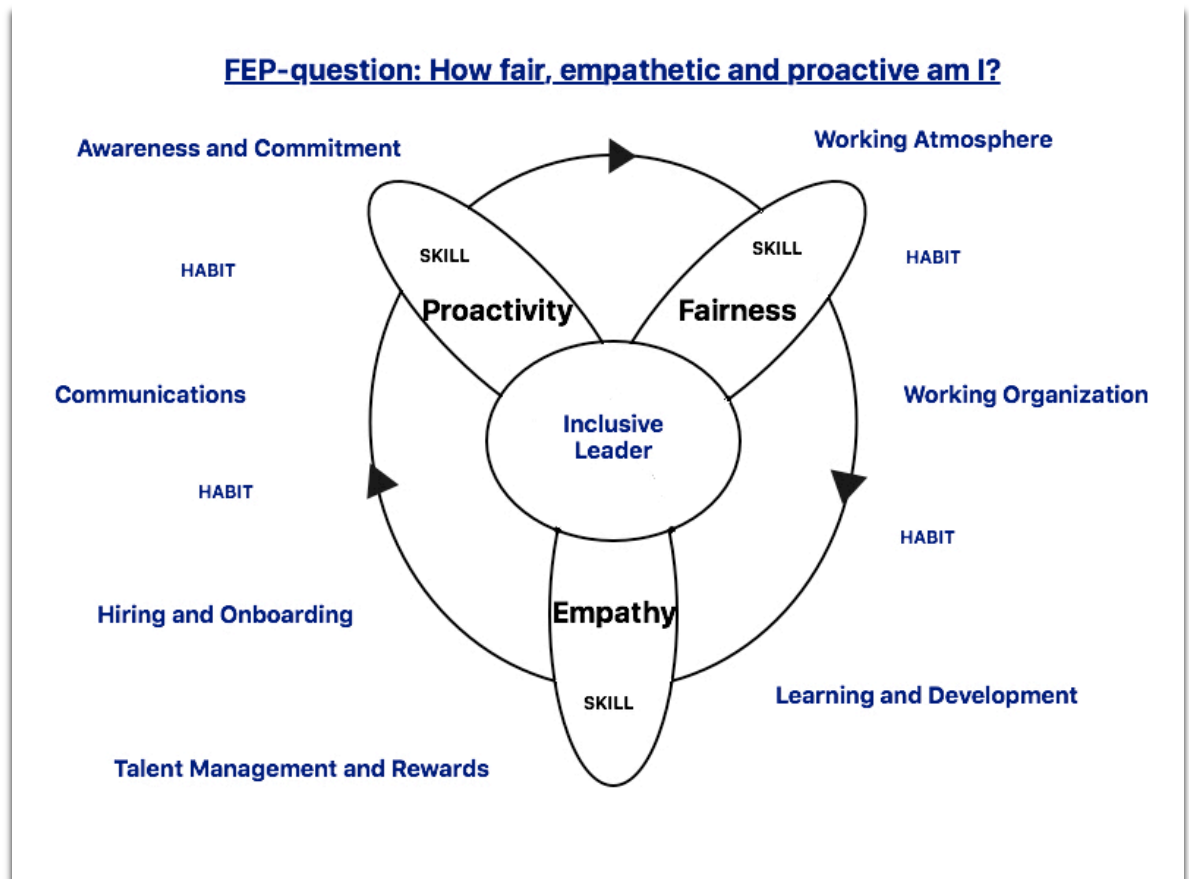 FEP-question: How fair, empathetic and proactive am I?
Awareness and Commitment
Working Atmosphere
SKILL
SKILL
HABIT
HABIT
Proactivity
Fairness
Communications
Working Organization
Inclusive
Leader
HABIT
HABIT
Hiring and Onboarding
Empathy
Learning and Development
SKILL
Talent Management and Rewards